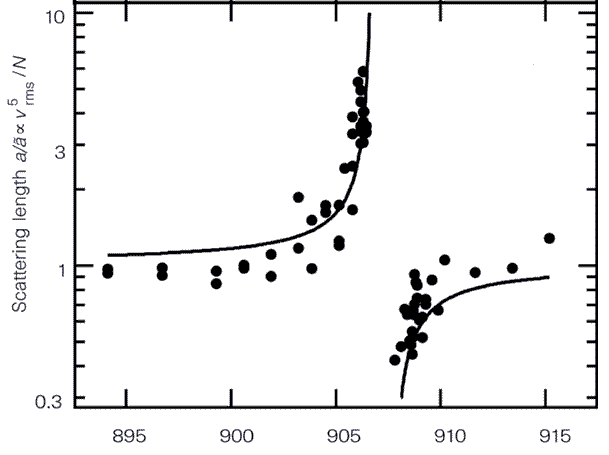 Scattering length a/ã ∝ v⁵rms / N
10
3
1
0.3
895 900 905 910 915